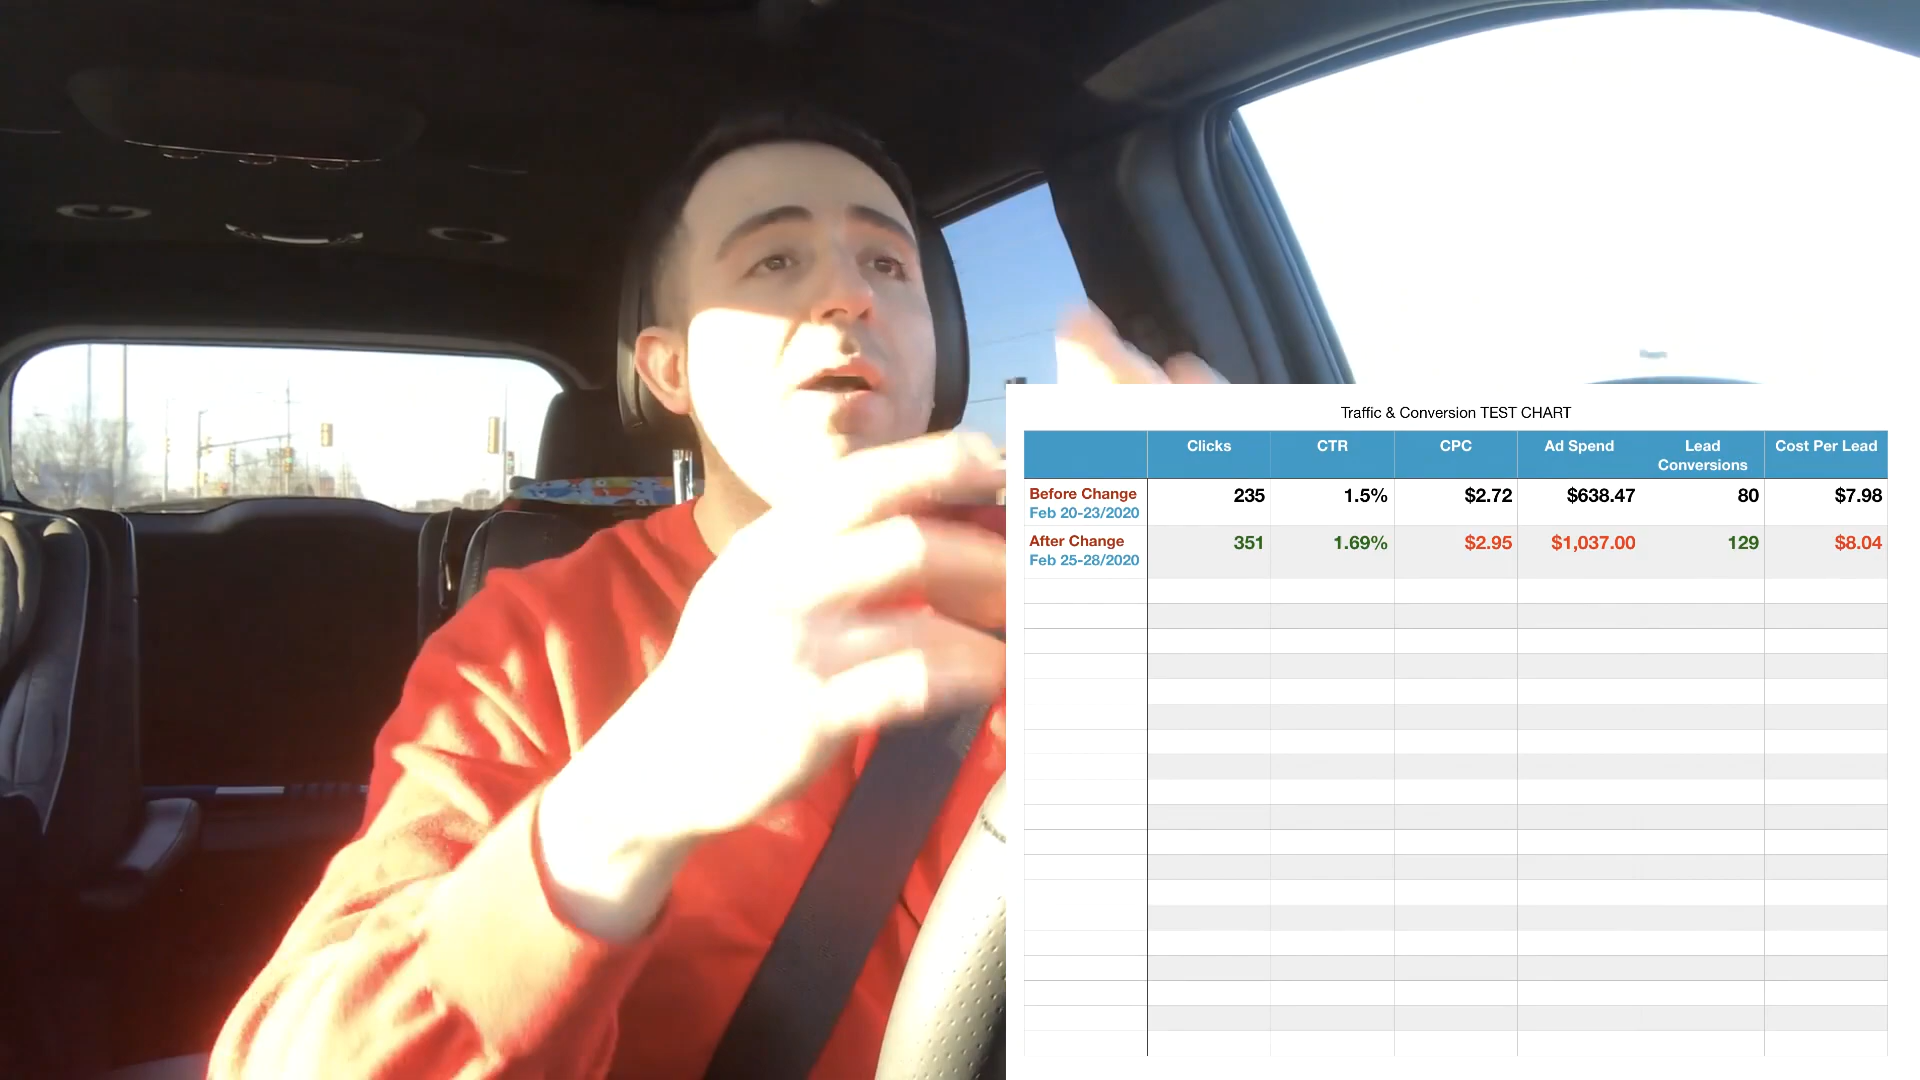 Traffic & Conversion TEST CHART
Clicks CTR CPC Ad Spend Lead Conversions Cost Per Lead
Before Change 235 1.5% $2.72 $638.47 80 $7.98
Feb 20-23/2020
After Change 351 1.69% $2.95 $1,037.00 129 $8.04
Feb 25-28/2020